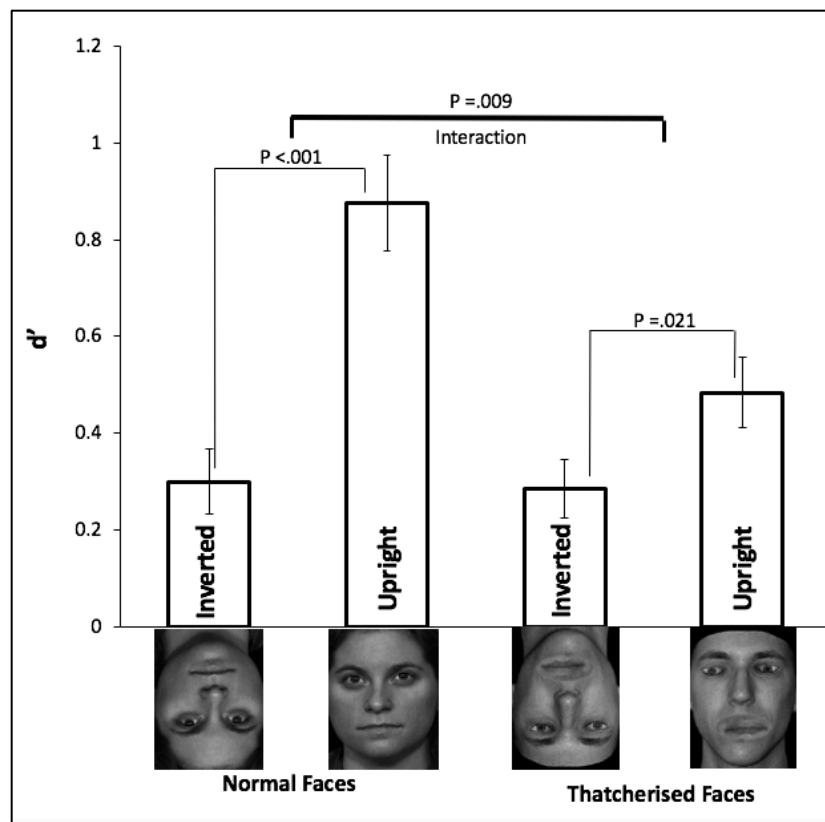 1.2
P =.009
1
Interaction
P <.001
0.8
0.6
P =.021
d'
0.4
0.2
0
Inverted
Upright
Inverted
Upright
Normal Faces
Thatcherised Faces